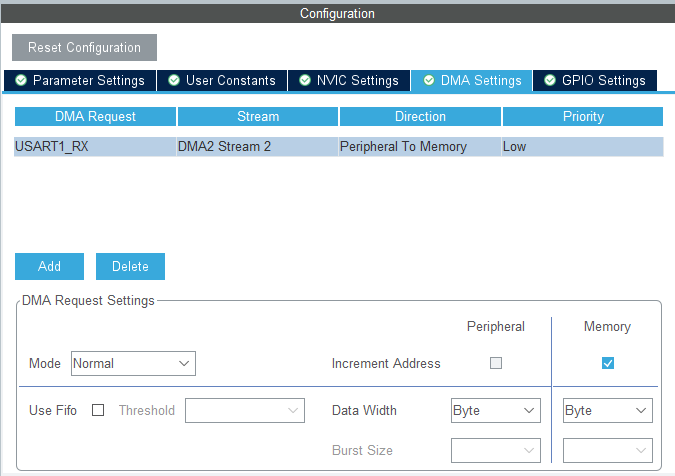 Configuration
Reset Configuration
Parameter Settings User Constants NVIC Settings DMA Settings GPIO Settings
DMA Request Stream Direction Priority
USART1_RX DMA2 Stream 2 Peripheral To Memory Low
Add Delete
DMA Request Settings
Peripheral Memory
Mode Normal Increment Address
Use Fifo Threshold Data Width Byte Byte
Burst Size